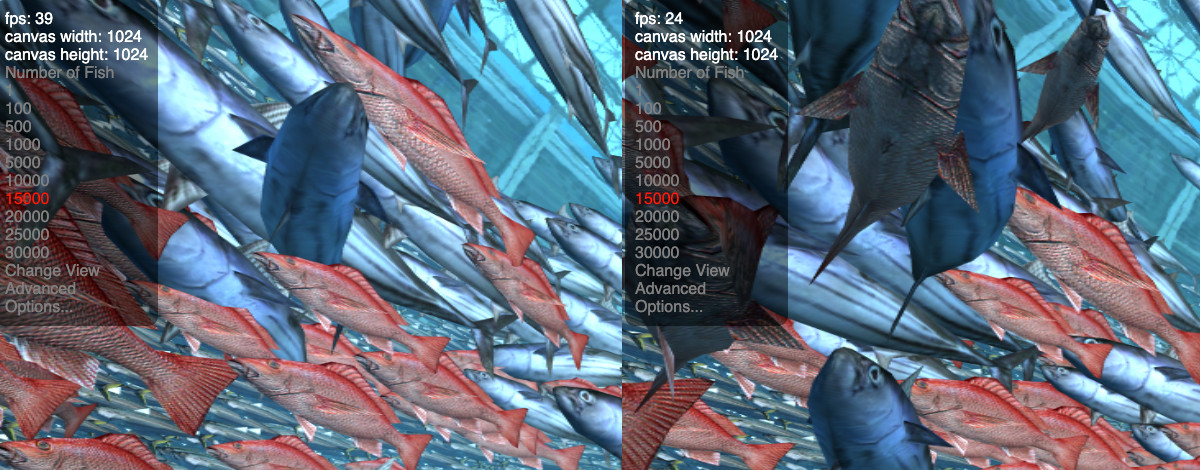 fps: 39
canvas width: 1024
canvas height: 1024
Number of Fish
1
100
500
1000
5000
10000
15000
20000
25000
30000
Change View
Advanced
Options...
fps: 24
canvas width: 1024
canvas height: 1024
Number of Fish
1
100
500
1000
5000
10000
15000
20000
25000
30000
Change View
Advanced
Options...